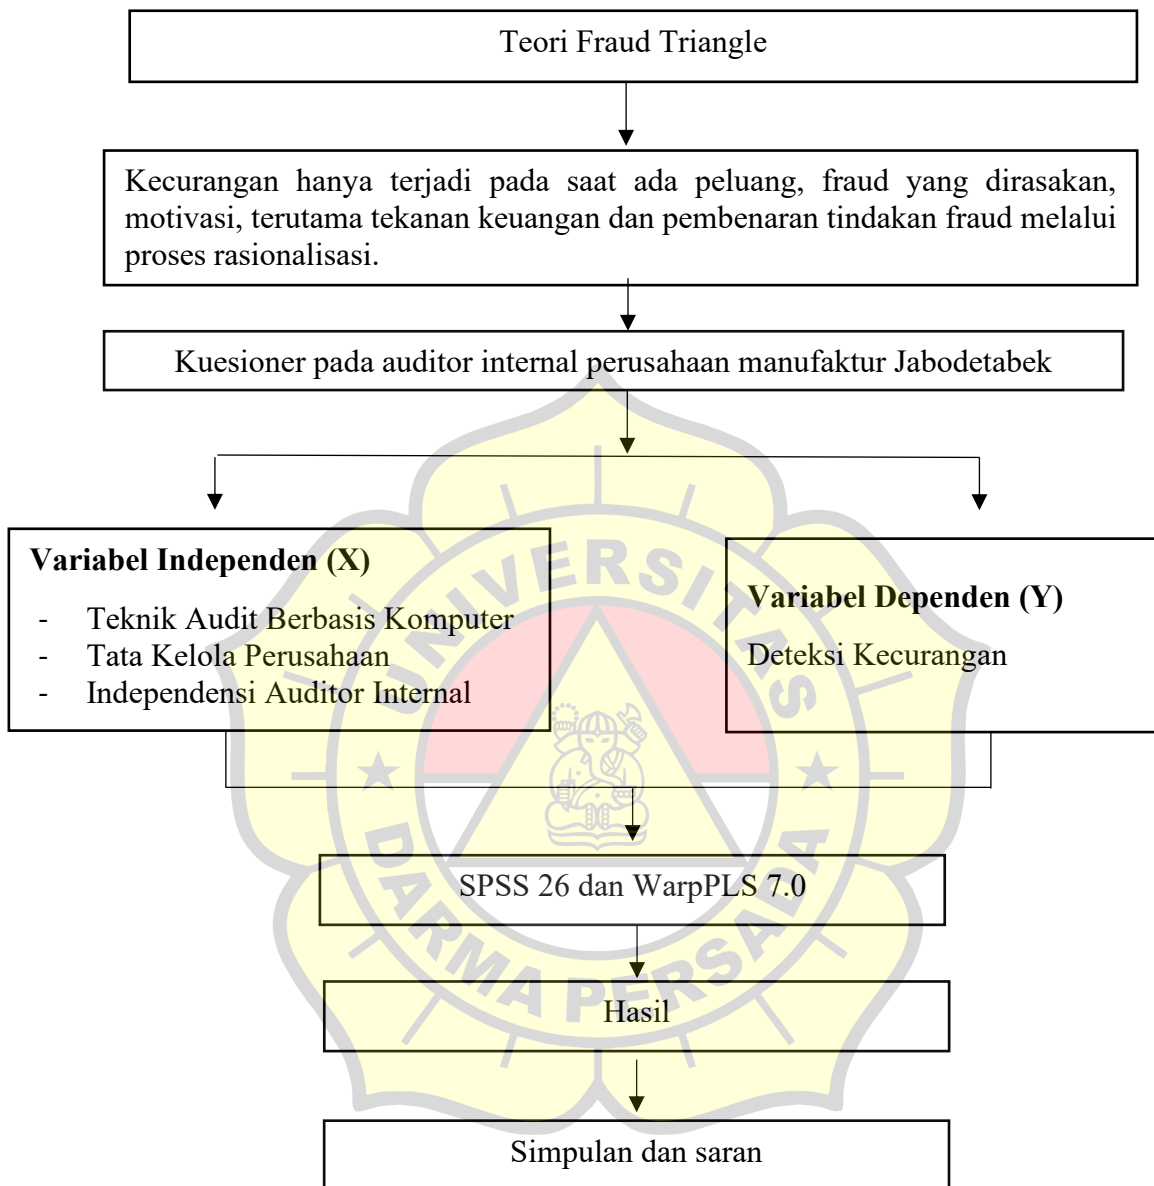 Teori Fraud Triangle
Kecurangan hanya terjadi pada saat ada peluang, fraud yang dirasakan,
motivasi, terutama tekanan keuangan dan pembenaran tindakan fraud melalui
proses rasionalisasi.
Kuesioner pada auditor internal perusahaan manufaktur Jabodetabek
Variabel Independen (X)
- Teknik Audit Berbasis Komputer
- Tata Kelola Perusahaan
- Independensi Auditor Internal
Variabel Dependen (Y)
Deteksi Kecurangan
UNIVERSITAS
DARMA PERSADA
SPSS 26 dan WarpPLS 7.0
Hasil
Simpulan dan saran